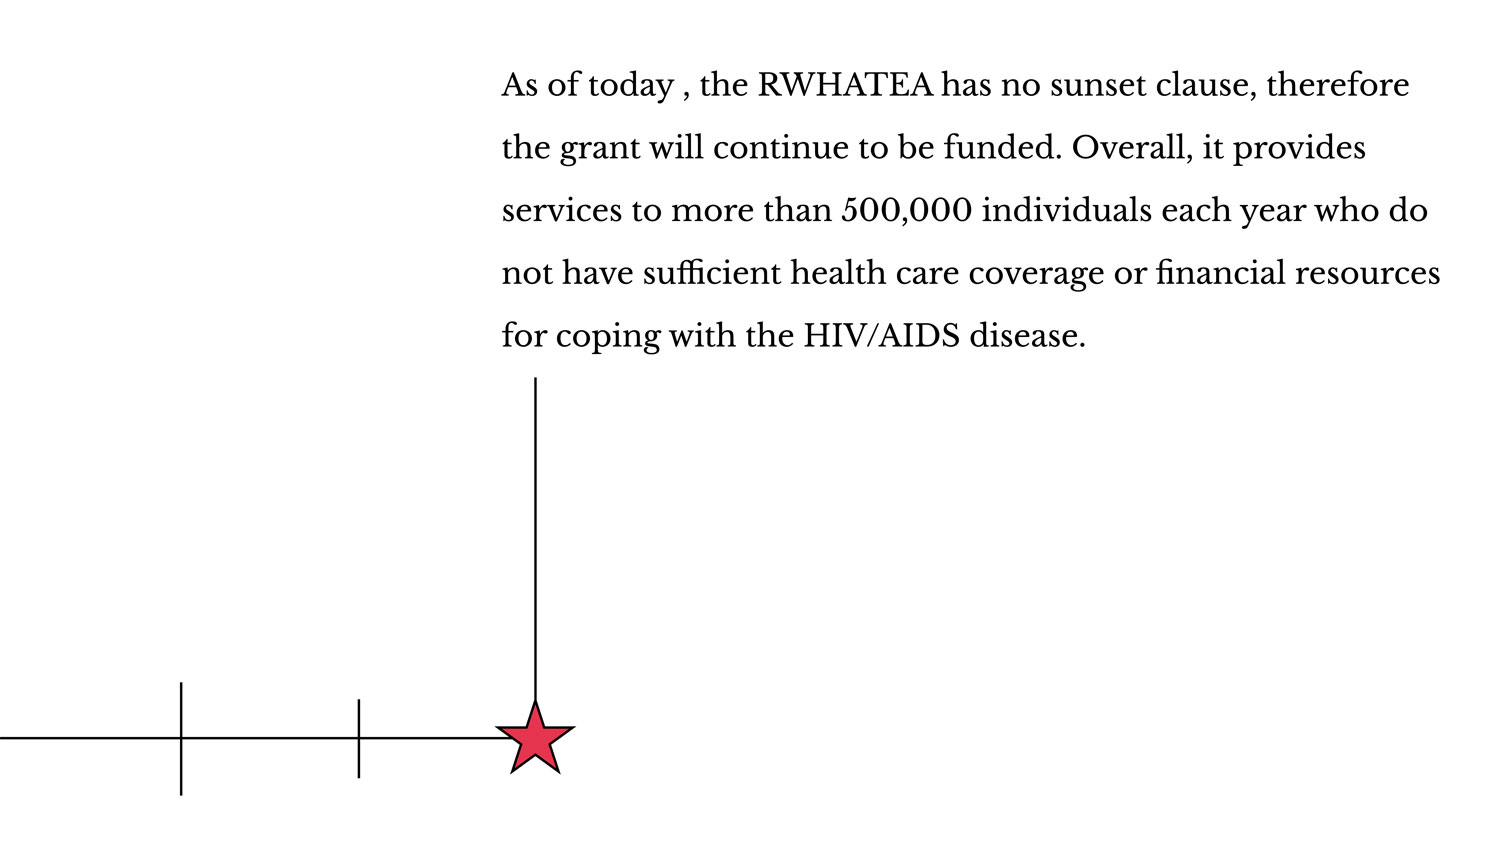 As of today , the RWHATEA has no sunset clause, therefore
the grant will continue to be funded. Overall, it provides
services to more than 500,000 individuals each year who do
not have sufficient health care coverage or financial resources
for coping with the HIV/AIDS disease.